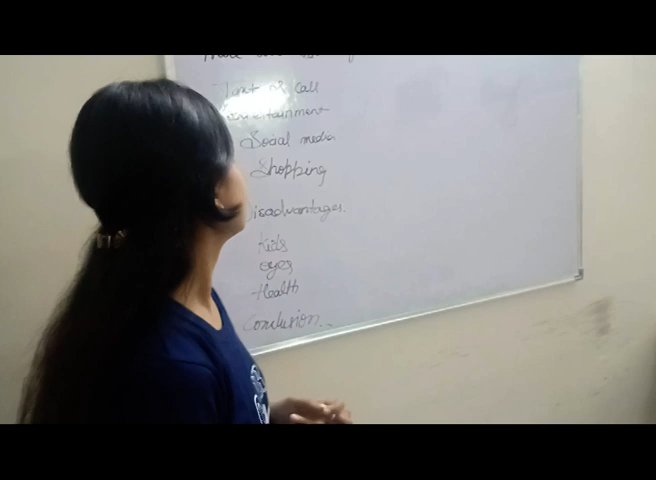 Text or call
Entertainment
Social media
Shopping
Disadvantages.
Kids
eyes
Health
Conclusion..